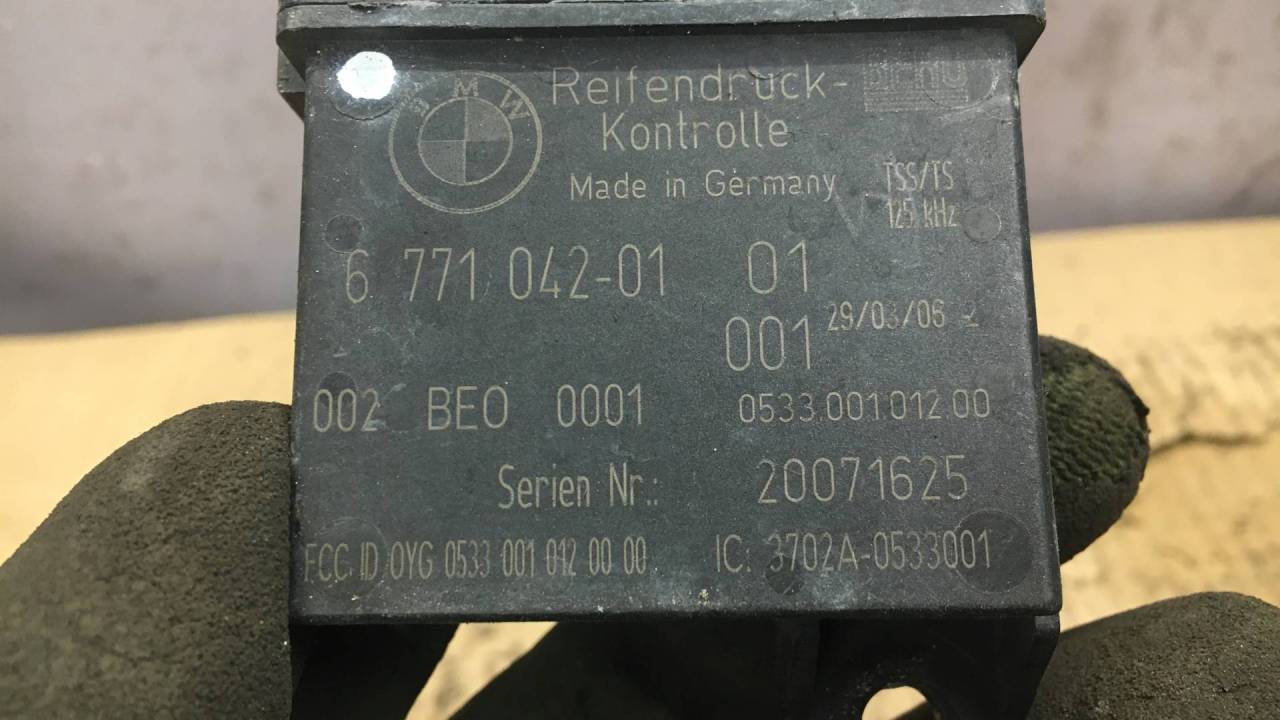 BMW
Reifendruck-
Kontrolle
Made in Germany
TSS/TS
125 kHz
6 771 042-01 01
001 29/03/06 2
002 BE0 0001 0533.001.012.00
Serien Nr.: 20071625
FCC ID OYG 0533 001 012 00 00 IC: 3702A-0533001